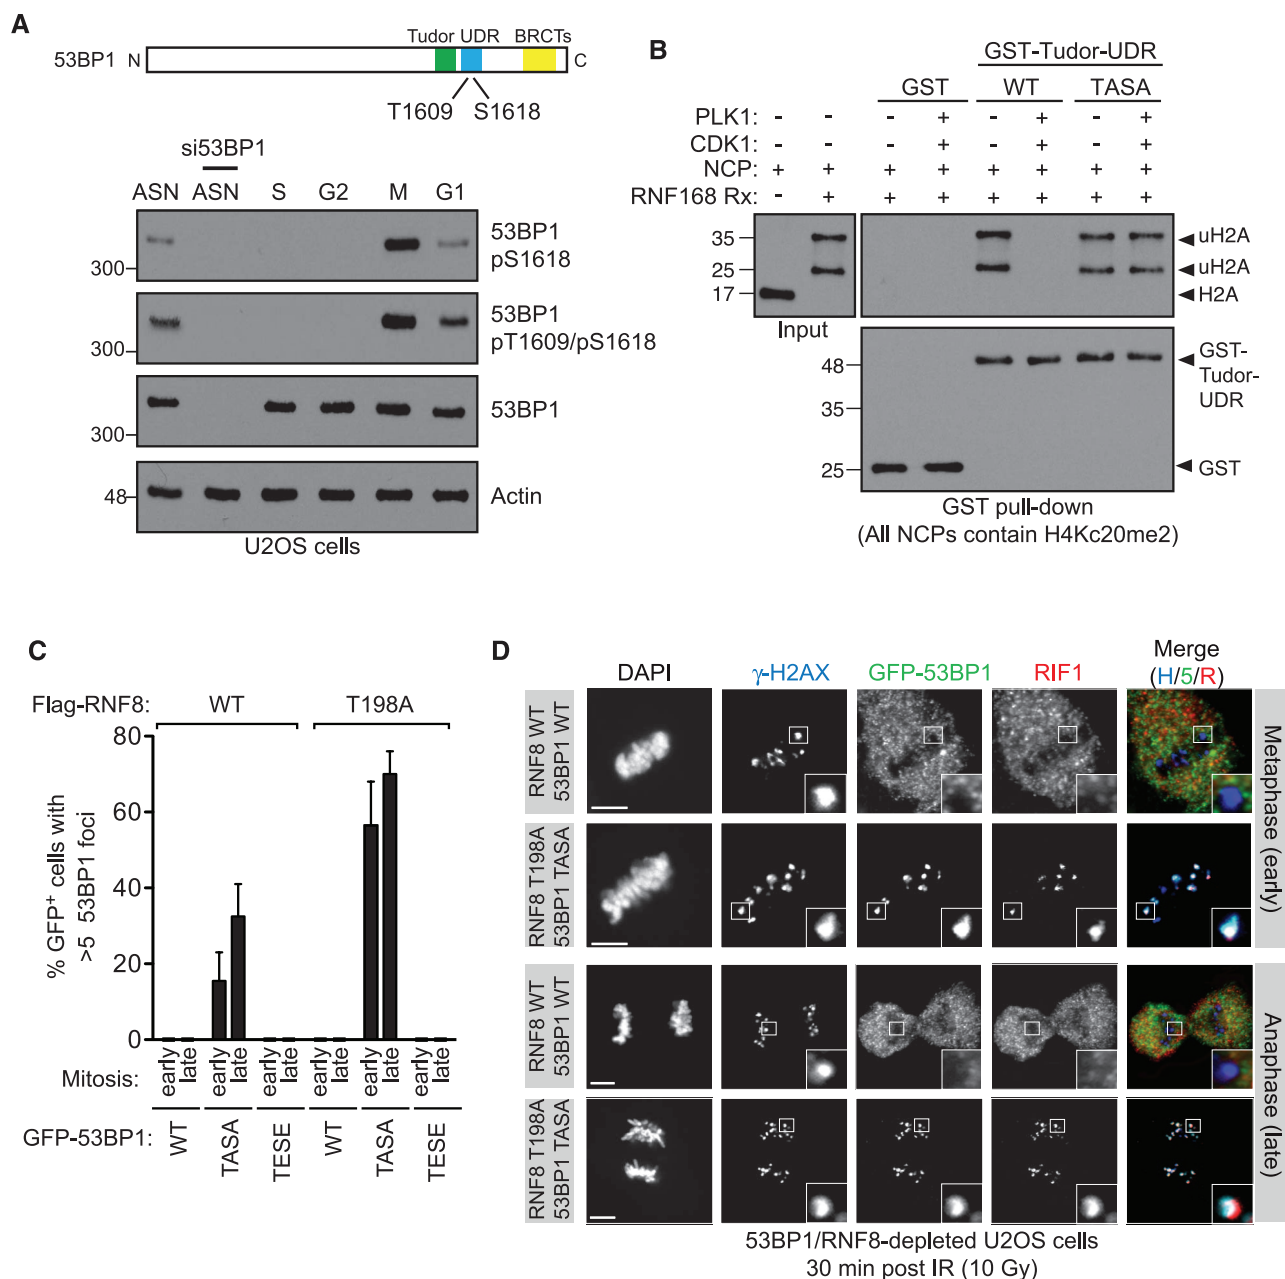 A
Tudor UDR BRCTs
53BP1 N C
T1609 S1618
si53BP1
ASN ASN S G2 M G1
53BP1
pS1618
300
53BP1
pT1609/pS1618
300
53BP1
300
Actin
48
U2OS cells
B
GST-Tudor-UDR
GST WT TASA
PLK1: - - - + - + - +
CDK1: - - - + - + - +
NCP: + + + + + + + +
RNF168 Rx: - + + + + + + +
35
25
17
uH2A
uH2A
H2A
Input
48
35
25
GST-
Tudor-
UDR
GST
GST pull-down
(All NCPs contain H4Kc20me2)
C
Flag-RNF8: WT T198A
% GFP+ cells with
>5 53BP1 foci
80
60
40
20
0
Mitosis: early late early late early late early late early late early late
GFP-53BP1: WT TASA TESE WT TASA TESE
D
DAPI γ-H2AX GFP-53BP1 RIF1 Merge
(H/5/R)
RNF8 WT
53BP1 WT
RNF8 T198A
53BP1 TASA
Metaphase (early)
RNF8 WT
53BP1 WT
RNF8 T198A
53BP1 TASA
Anaphase (late)
53BP1/RNF8-depleted U2OS cells
30 min post IR (10 Gy)